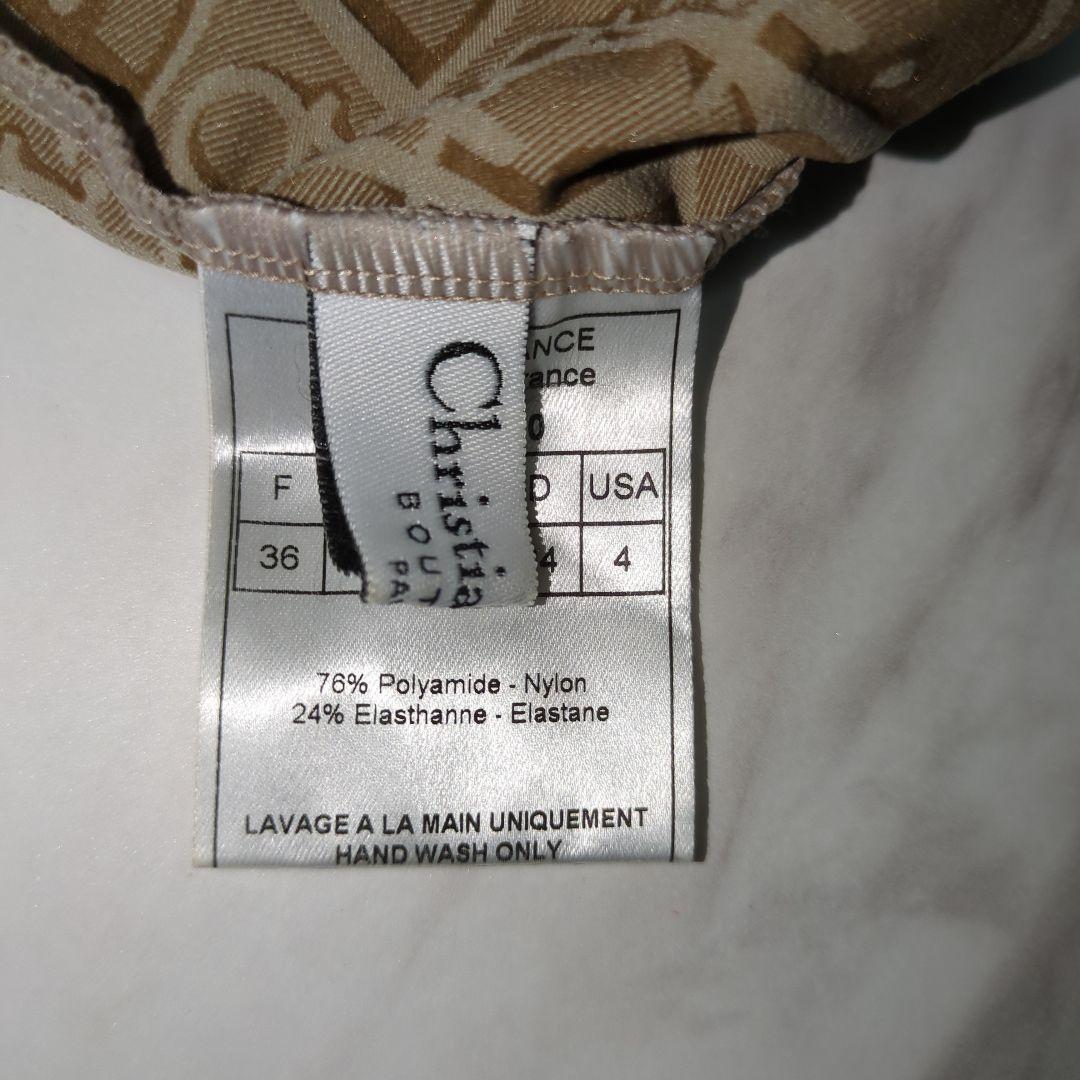 Christia
BOUT
PA
NCE
rance
0
F D USA
36 4 4
76% Polyamide - Nylon
24% Elasthanne - Elastane
LAVAGE A LA MAIN UNIQUEMENT
HAND WASH ONLY